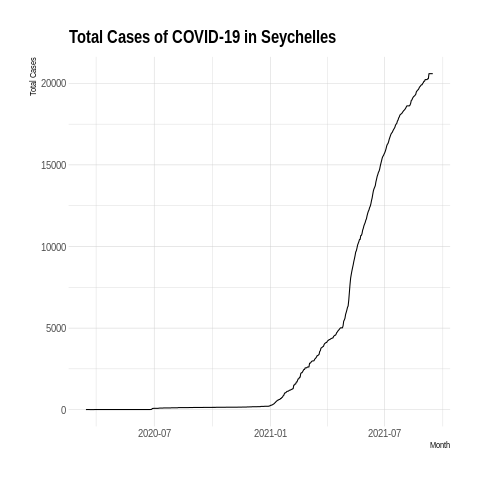 Total Cases of COVID-19 in Seychelles
Total Cases
20000
15000
10000
5000
0
2020-07 2021-01 2021-07
Month